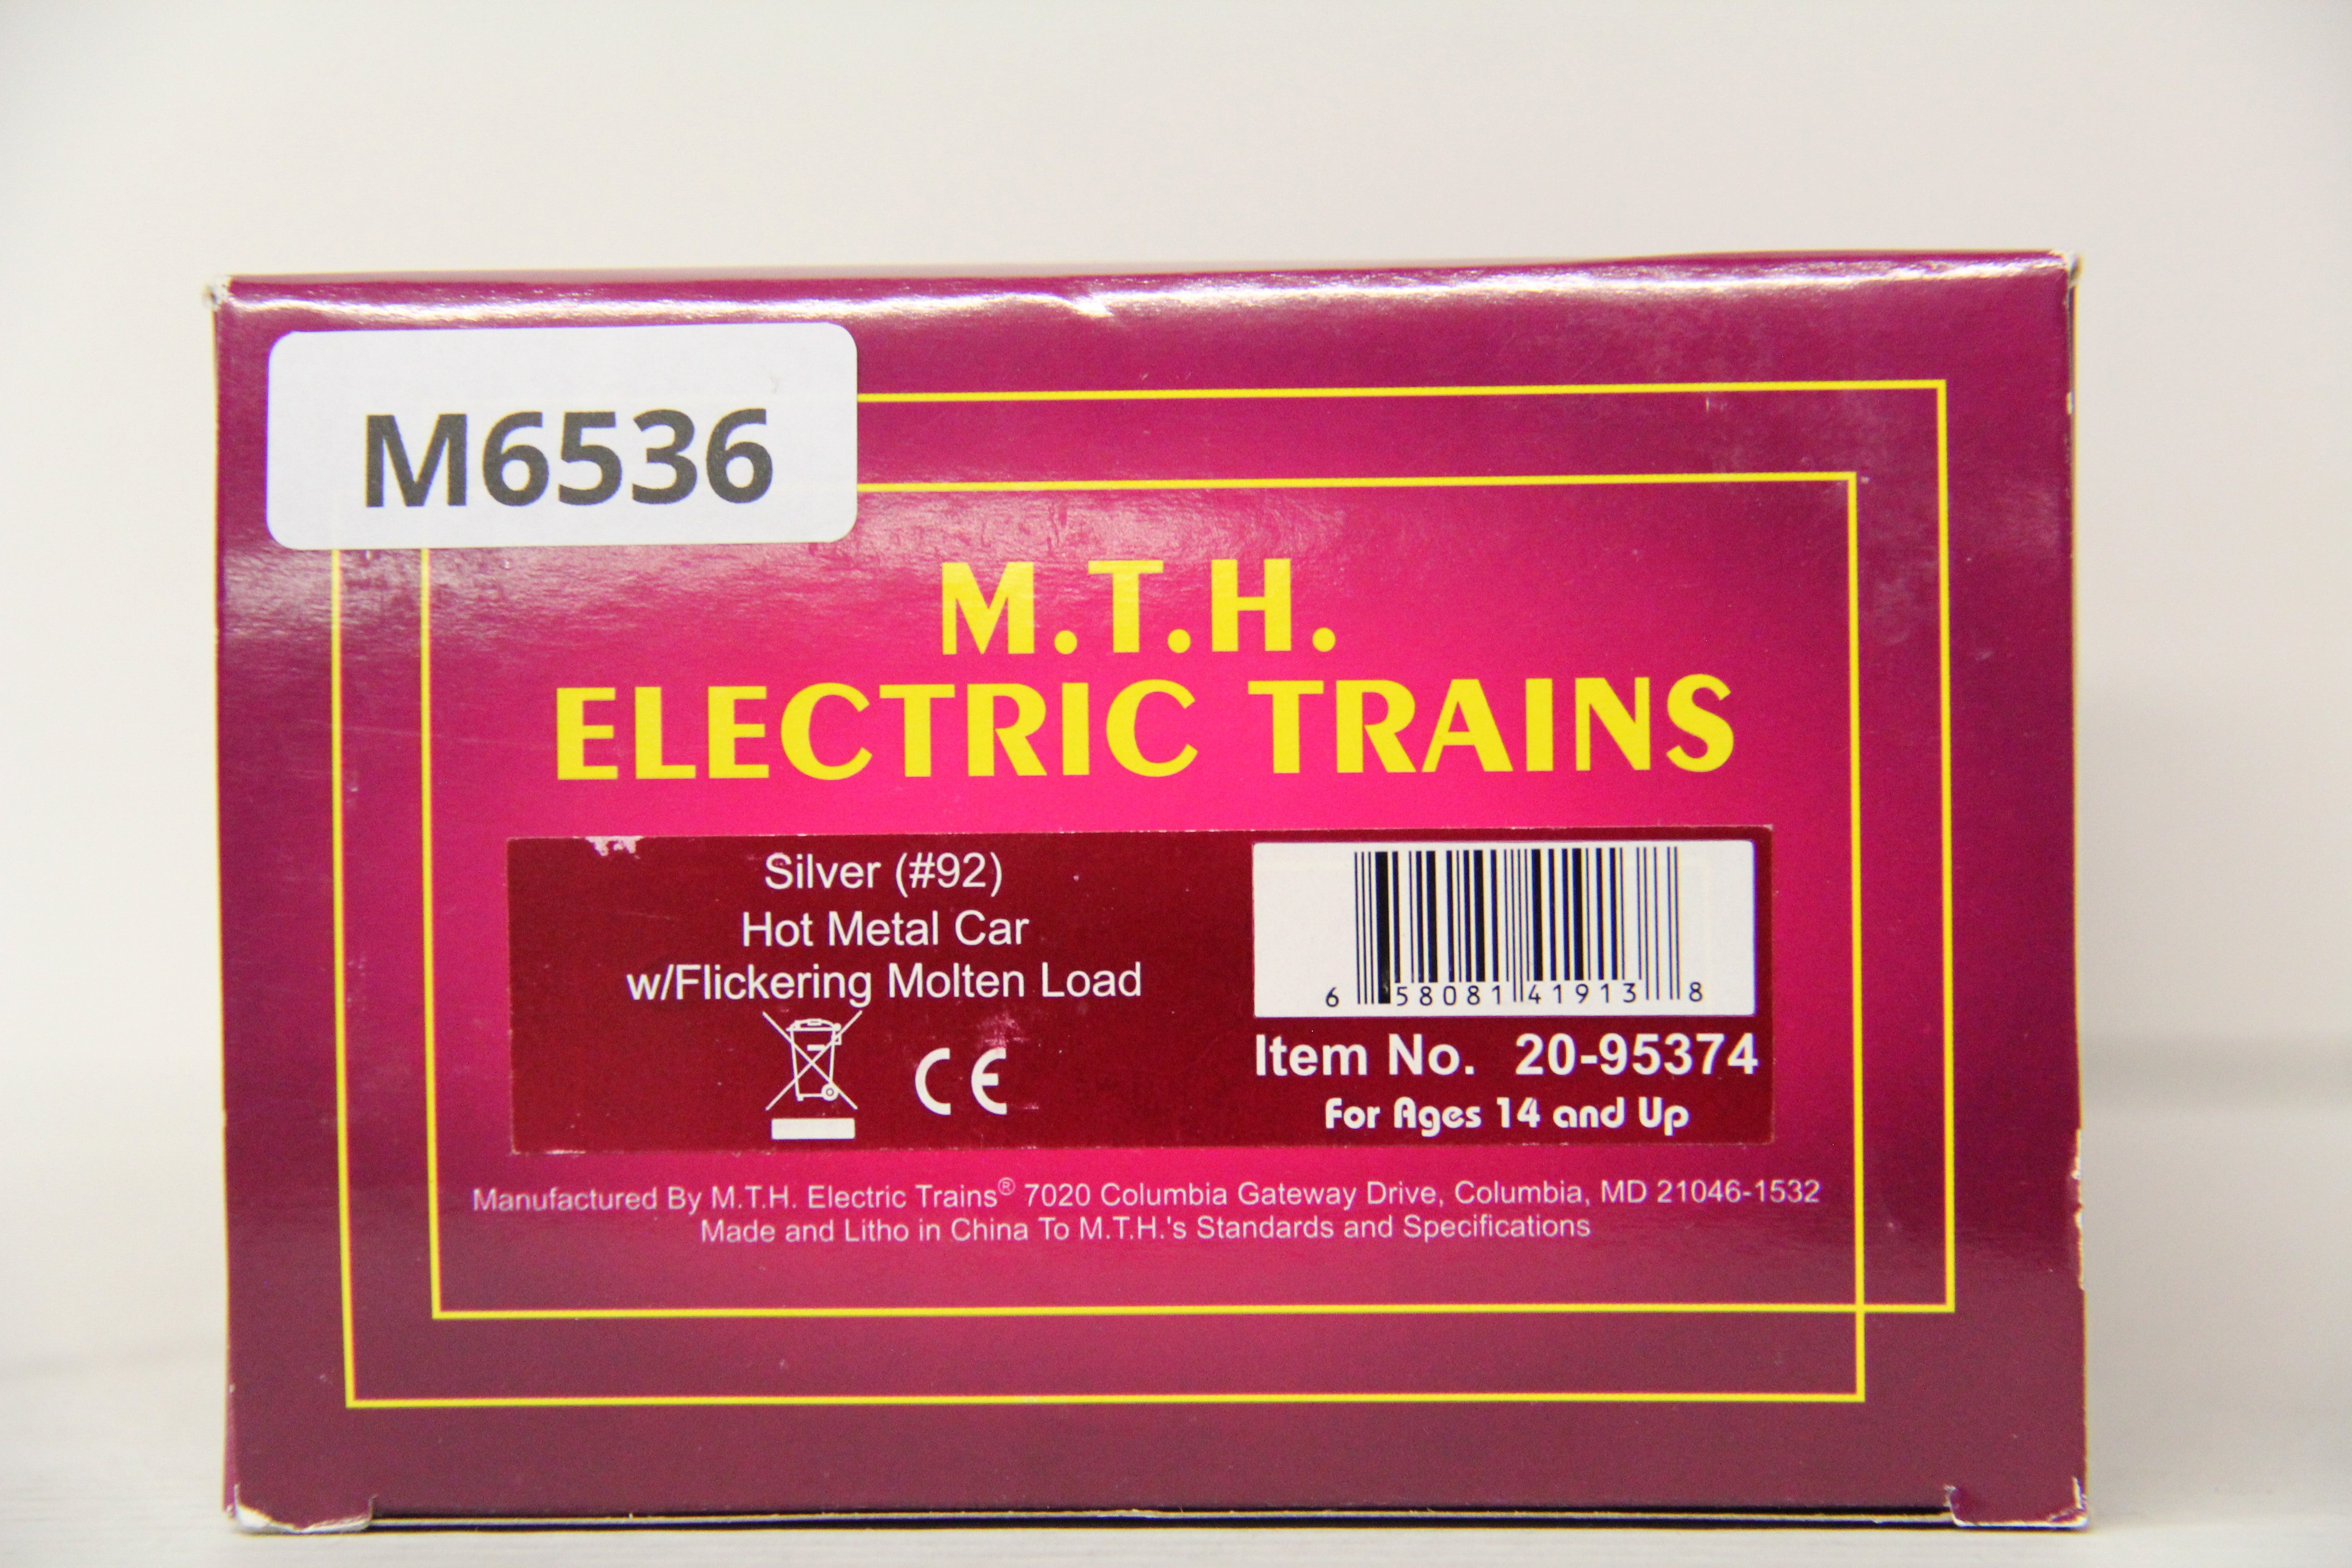 M6536
M.T.H.
ELECTRIC TRAINS
Silver (#92)
Hot Metal Car
w/Flickering Molten Load
CE
6 58081 41913 8
Item No. 20-95374
For Ages 14 and Up
Manufactured By M.T.H. Electric Trains® 7020 Columbia Gateway Drive, Columbia, MD 21046-1532
Made and Litho in China To M.T.H.'s Standards and Specifications